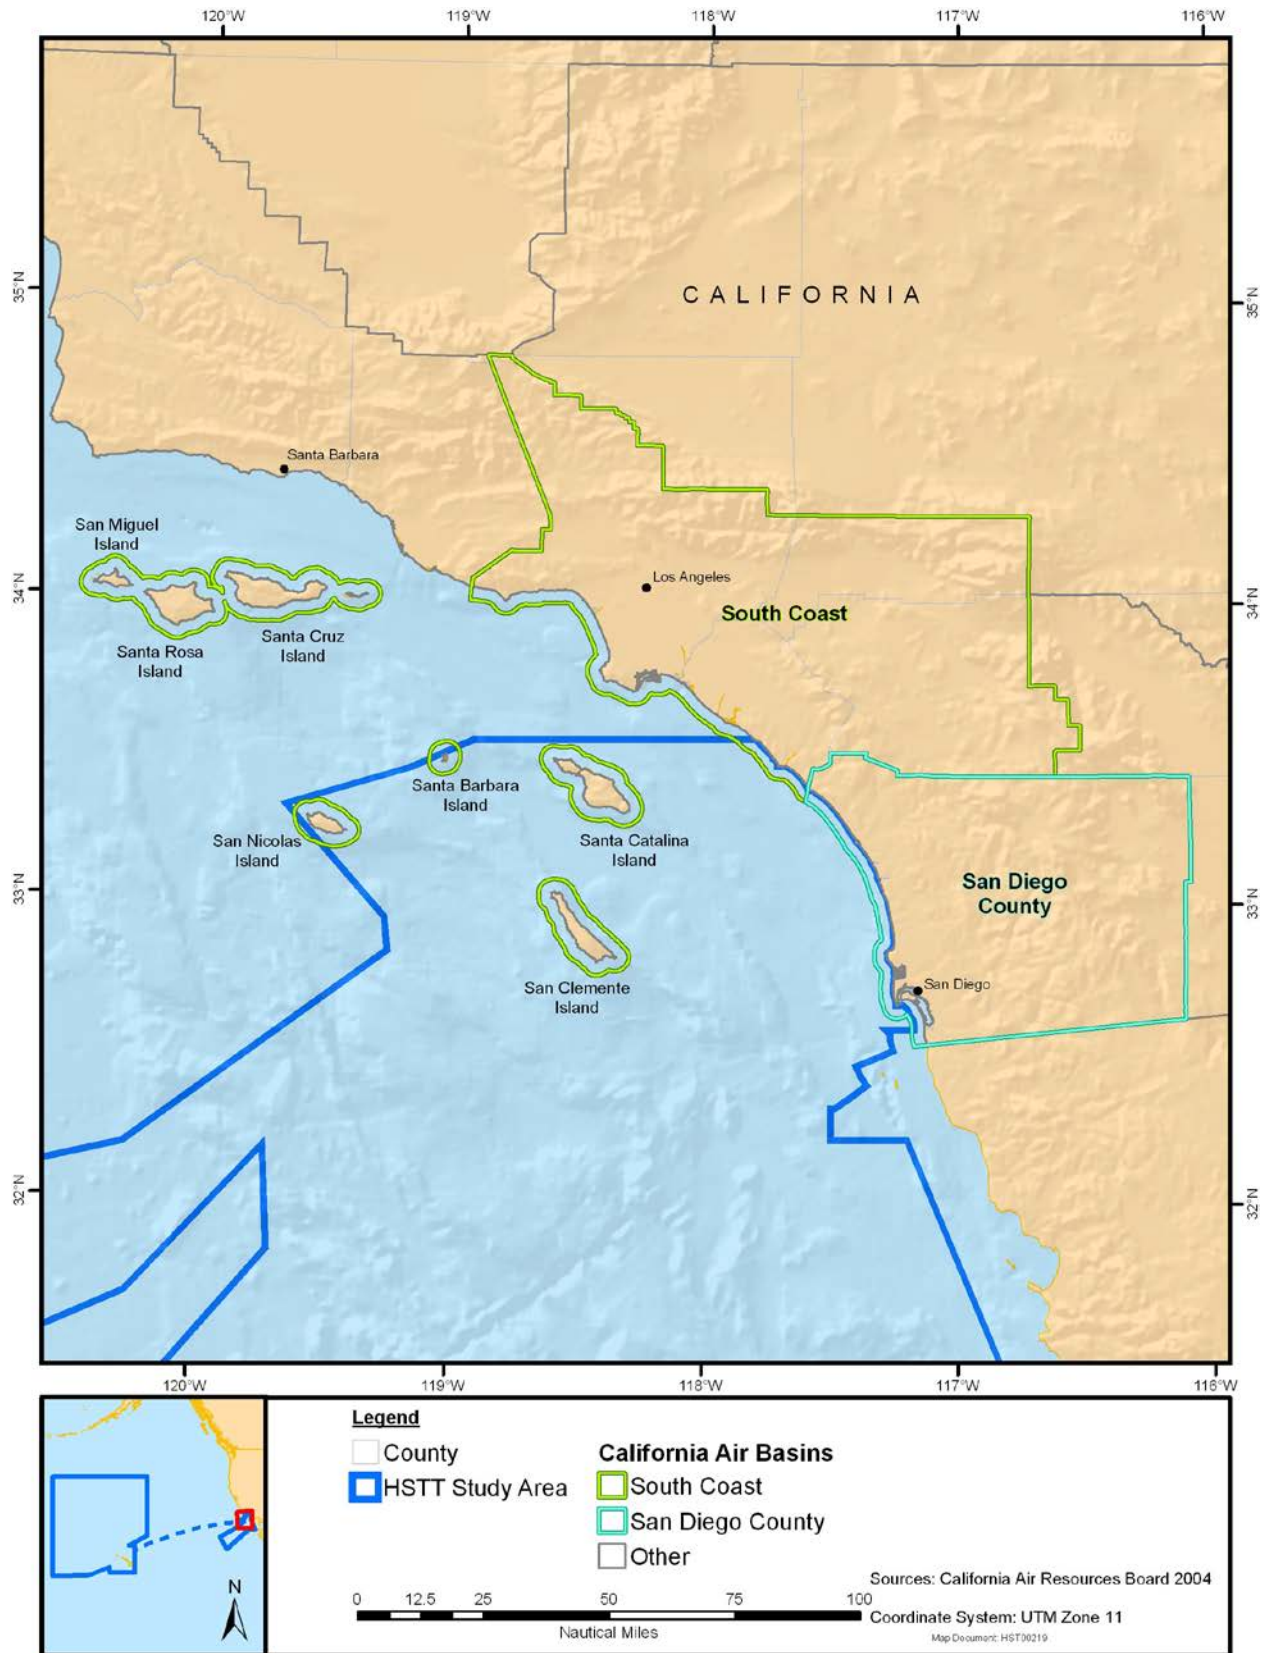 120°W 119°W 118°W 117°W 116°W
35°N
35°N
CALIFORNIA
Santa Barbara
San Miguel
Island
34°N
34°N
Los Angeles
South Coast
Santa Rosa
Island
Santa Cruz
Island
Santa Barbara
Island
San Nicolas
Island
Santa Catalina
Island
33°N
33°N
San Diego
County
San Clemente
Island
San Diego
32°N
32°N
120°W 119°W 118°W 117°W 116°W
N
Legend
County
HSTT Study Area
California Air Basins
South Coast
San Diego County
Other
0 12.5 25 50 75 100
Nautical Miles
Sources: California Air Resources Board 2004
Coordinate System: UTM Zone 11
Map Document: HST00219